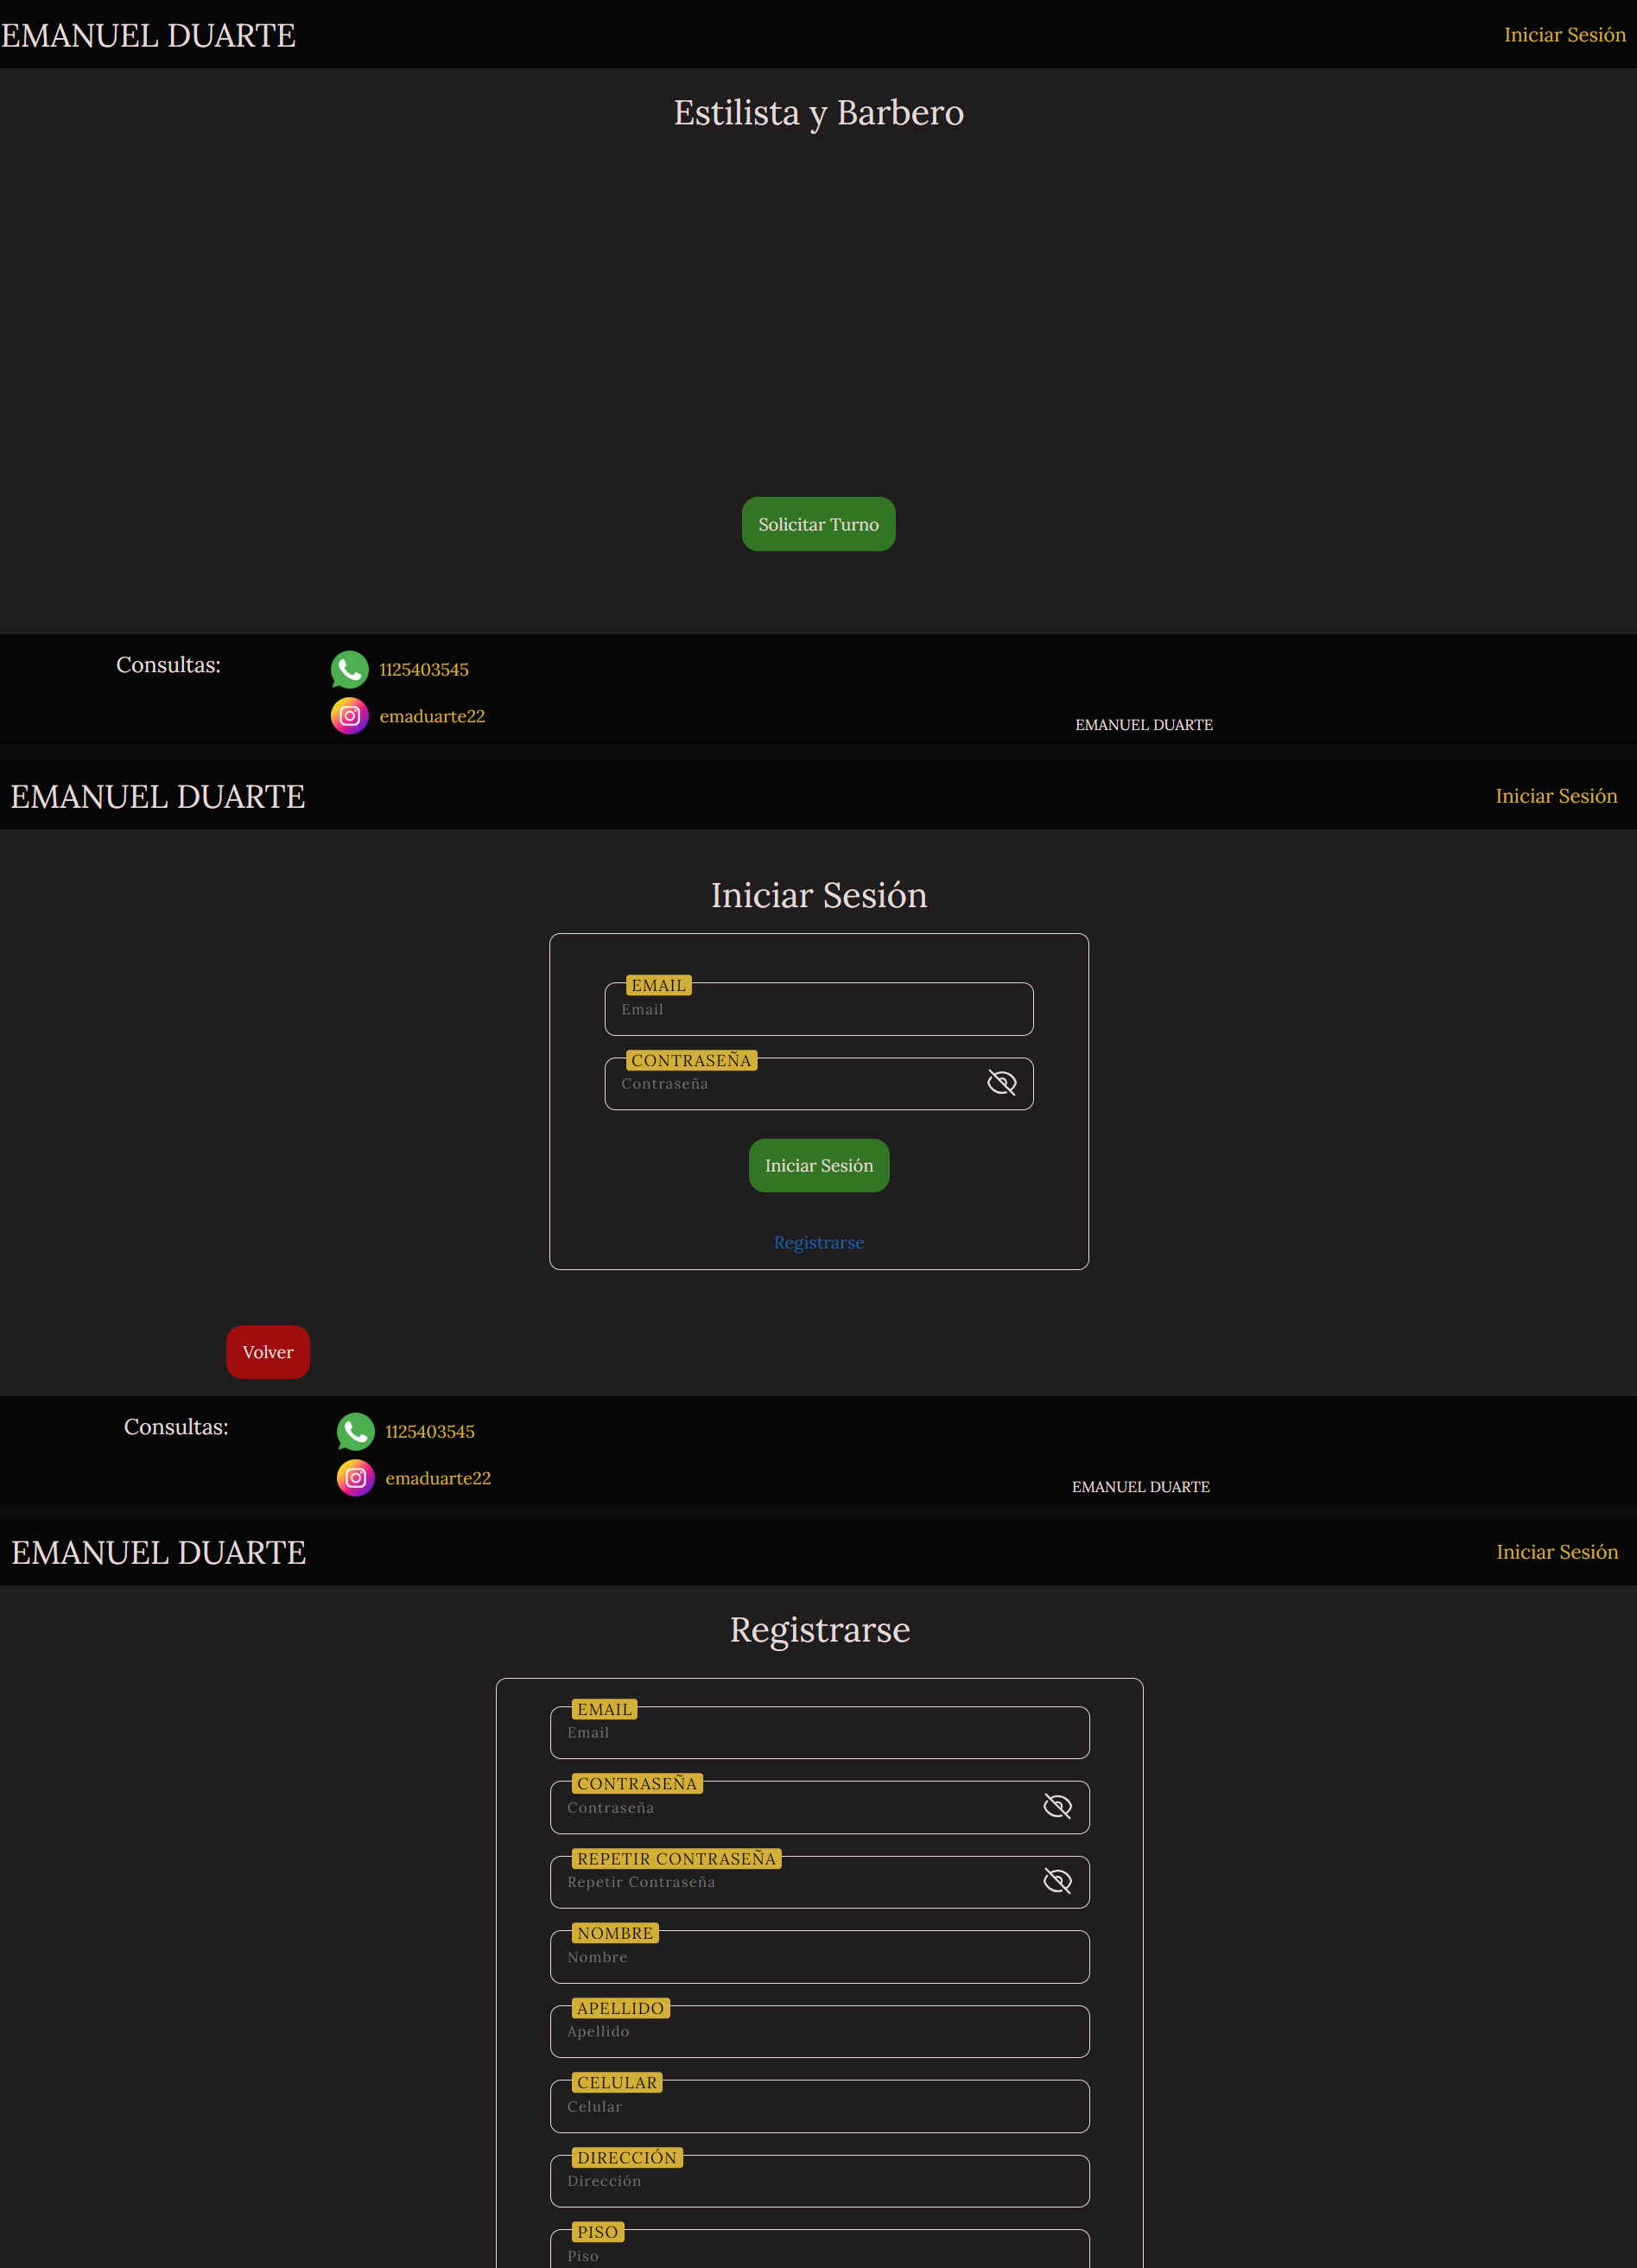 EMANUEL DUARTE
Iniciar Sesión
Estilista y Barbero
Solicitar Turno
Consultas:
1125403545
emaduarte22
EMANUEL DUARTE
EMANUEL DUARTE
Iniciar Sesión
Iniciar Sesión
EMAIL
Email
CONTRASEÑA
Contraseña
Iniciar Sesión
Registrarse
Volver
Consultas:
1125403545
emaduarte22
EMANUEL DUARTE
EMANUEL DUARTE
Iniciar Sesión
Registrarse
EMAIL
Email
CONTRASEÑA
Contraseña
REPETIR CONTRASEÑA
Repetir Contraseña
NOMBRE
Nombre
APELLIDO
Apellido
CELULAR
Celular
DIRECCIÓN
Dirección
PISO
Piso